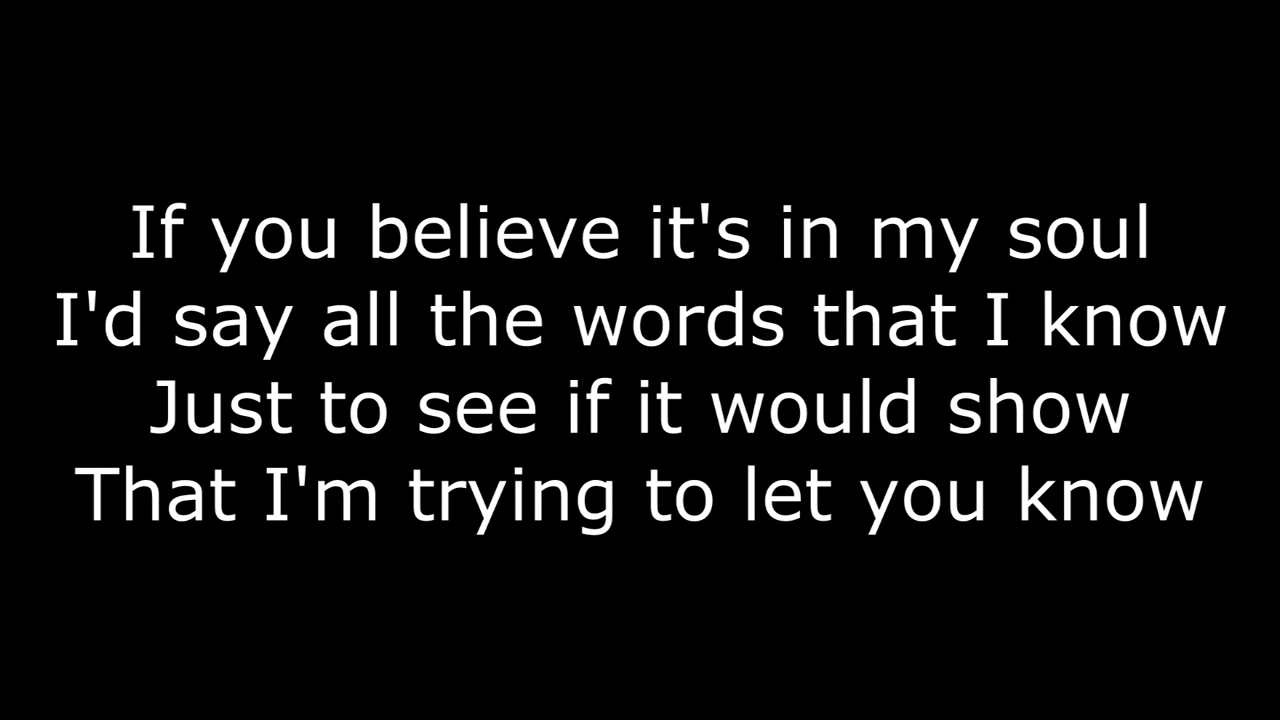 If you believe it's in my soul
I'd say all the words that I know
Just to see if it would show
That I'm trying to let you know